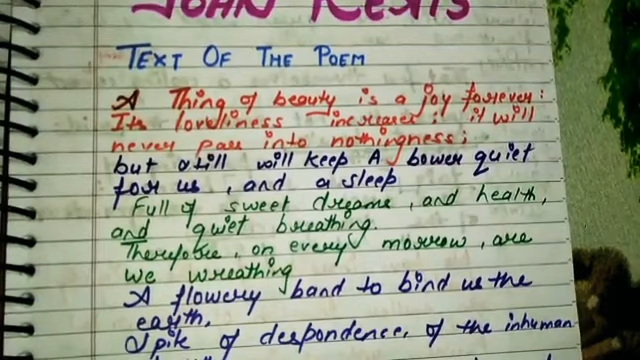 JOHN KEATS
TEXT OF THE POEM
A Thing of beauty is a joy forever:
Its loveliness increases; it will
never pass into nothingness;
but still will keep A bower quiet
for us, and a sleep
Full of sweet dreams, and health,
and quiet breathing.
Therefore, on every morrow, are
we wreathing
A flowery band to bind us the
earth,
Spite of despondence, of the inhuman